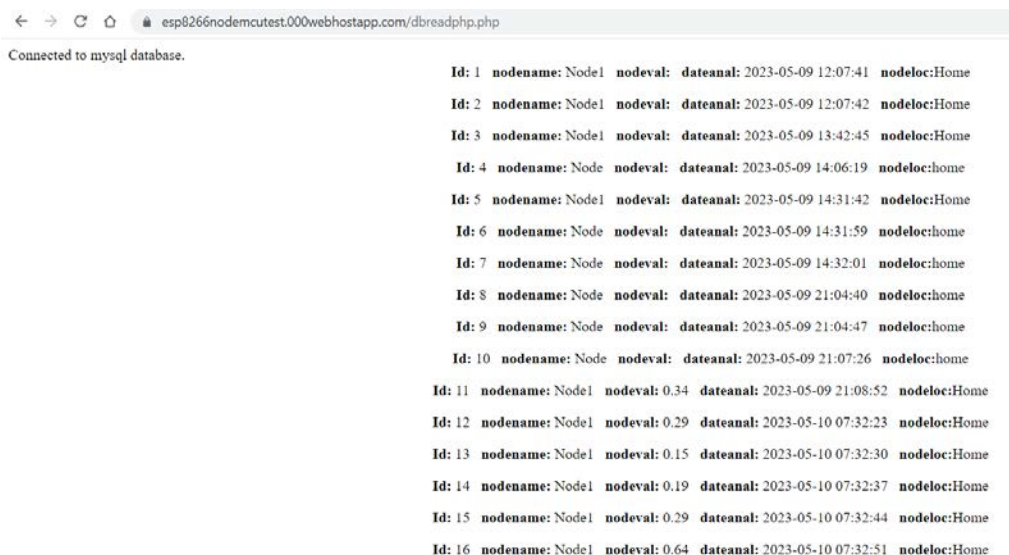 esp8266nodemcutest.000webhostapp.com/dbreadphp.php
Connected to mysql database.
Id: 1 nodename: Node1 nodeval: dateanal: 2023-05-09 12:07:41 nodeloc:Home
Id: 2 nodename: Node1 nodeval: dateanal: 2023-05-09 12:07:42 nodeloc:Home
Id: 3 nodename: Node1 nodeval: dateanal: 2023-05-09 13:42:45 nodeloc:Home
Id: 4 nodename: Node nodeval: dateanal: 2023-05-09 14:06:19 nodeloc:home
Id: 5 nodename: Node1 nodeval: dateanal: 2023-05-09 14:31:42 nodeloc:Home
Id: 6 nodename: Node nodeval: dateanal: 2023-05-09 14:31:59 nodeloc:home
Id: 7 nodename: Node nodeval: dateanal: 2023-05-09 14:32:01 nodeloc:home
Id: 8 nodename: Node nodeval: dateanal: 2023-05-09 21:04:40 nodeloc:home
Id: 9 nodename: Node nodeval: dateanal: 2023-05-09 21:04:47 nodeloc:home
Id: 10 nodename: Node nodeval: dateanal: 2023-05-09 21:07:26 nodeloc:home
Id: 11 nodename: Node1 nodeval: 0.34 dateanal: 2023-05-09 21:08:52 nodeloc:Home
Id: 12 nodename: Node1 nodeval: 0.29 dateanal: 2023-05-10 07:32:23 nodeloc:Home
Id: 13 nodename: Node1 nodeval: 0.15 dateanal: 2023-05-10 07:32:30 nodeloc:Home
Id: 14 nodename: Node1 nodeval: 0.19 dateanal: 2023-05-10 07:32:37 nodeloc:Home
Id: 15 nodename: Node1 nodeval: 0.29 dateanal: 2023-05-10 07:32:44 nodeloc:Home
Id: 16 nodename: Node1 nodeval: 0.64 dateanal: 2023-05-10 07:32:51 nodeloc:Home